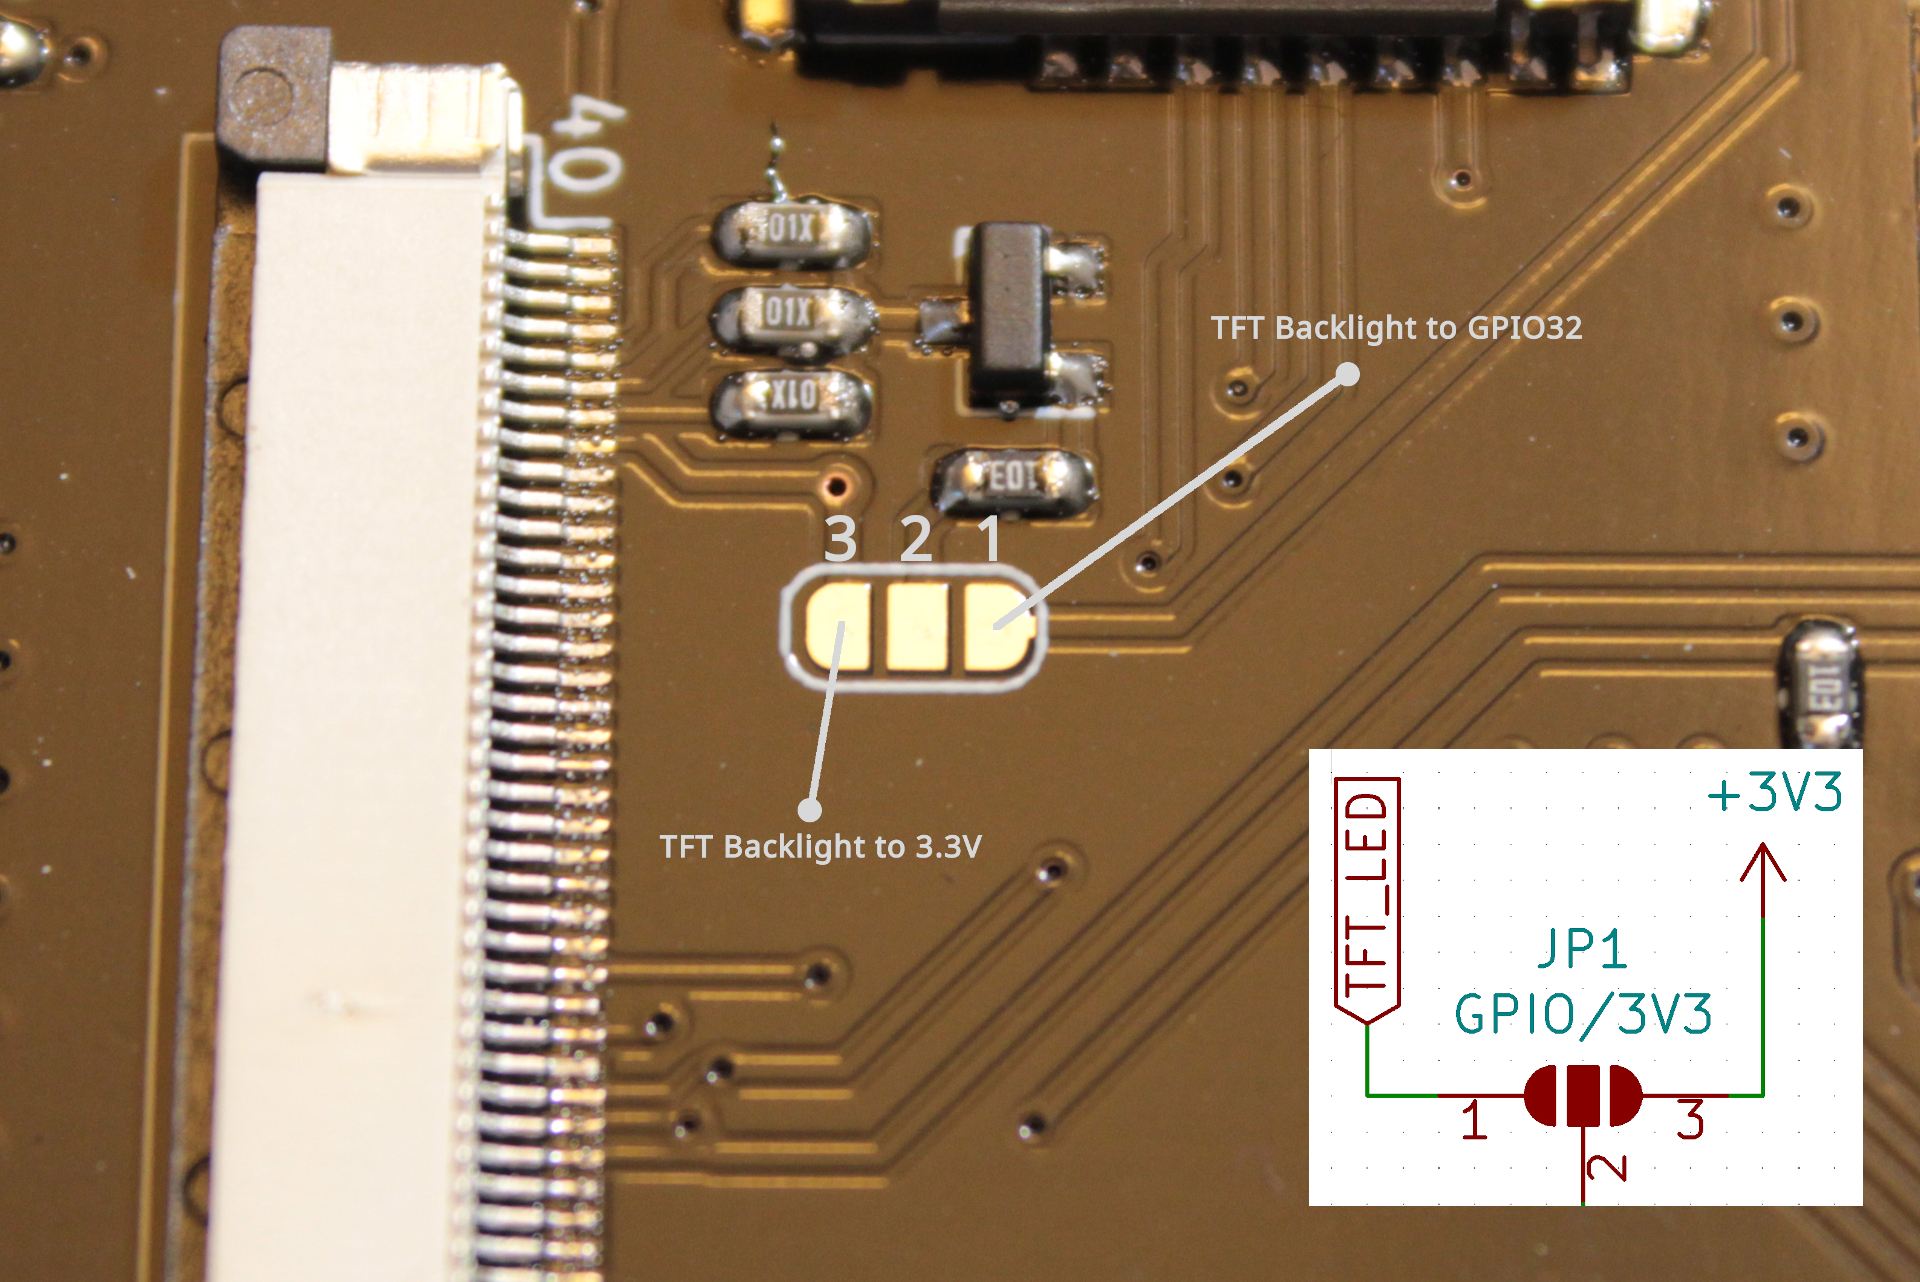 40
01X
01X
01X
E01
TFT Backlight to GPIO32
3 2 1
E01
TFT Backlight to 3.3V
+3V3
TFT_LED
JP1
GPIO/3V3
1
3
2